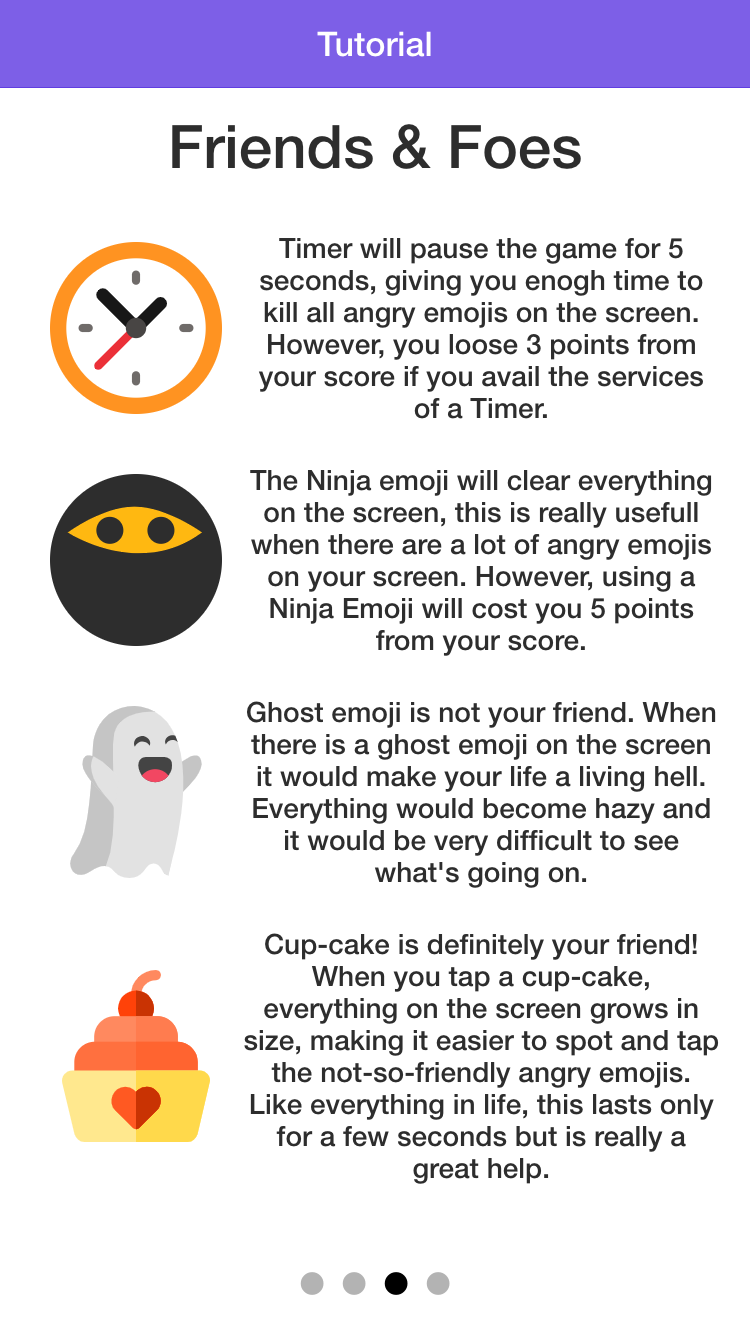 Tutorial
Friends & Foes
Timer will pause the game for 5
seconds, giving you enogh time to
kill all angry emojis on the screen.
However, you loose 3 points from
your score if you avail the services
of a Timer.
The Ninja emoji will clear everything
on the screen, this is really usefull
when there are a lot of angry emojis
on your screen. However, using a
Ninja Emoji will cost you 5 points
from your score.
Ghost emoji is not your friend. When
there is a ghost emoji on the screen
it would make your life a living hell.
Everything would become hazy and
it would be very difficult to see
what's going on.
Cup-cake is definitely your friend!
When you tap a cup-cake,
everything on the screen grows in
size, making it easier to spot and tap
the not-so-friendly angry emojis.
Like everything in life, this lasts only
for a few seconds but is really a
great help.